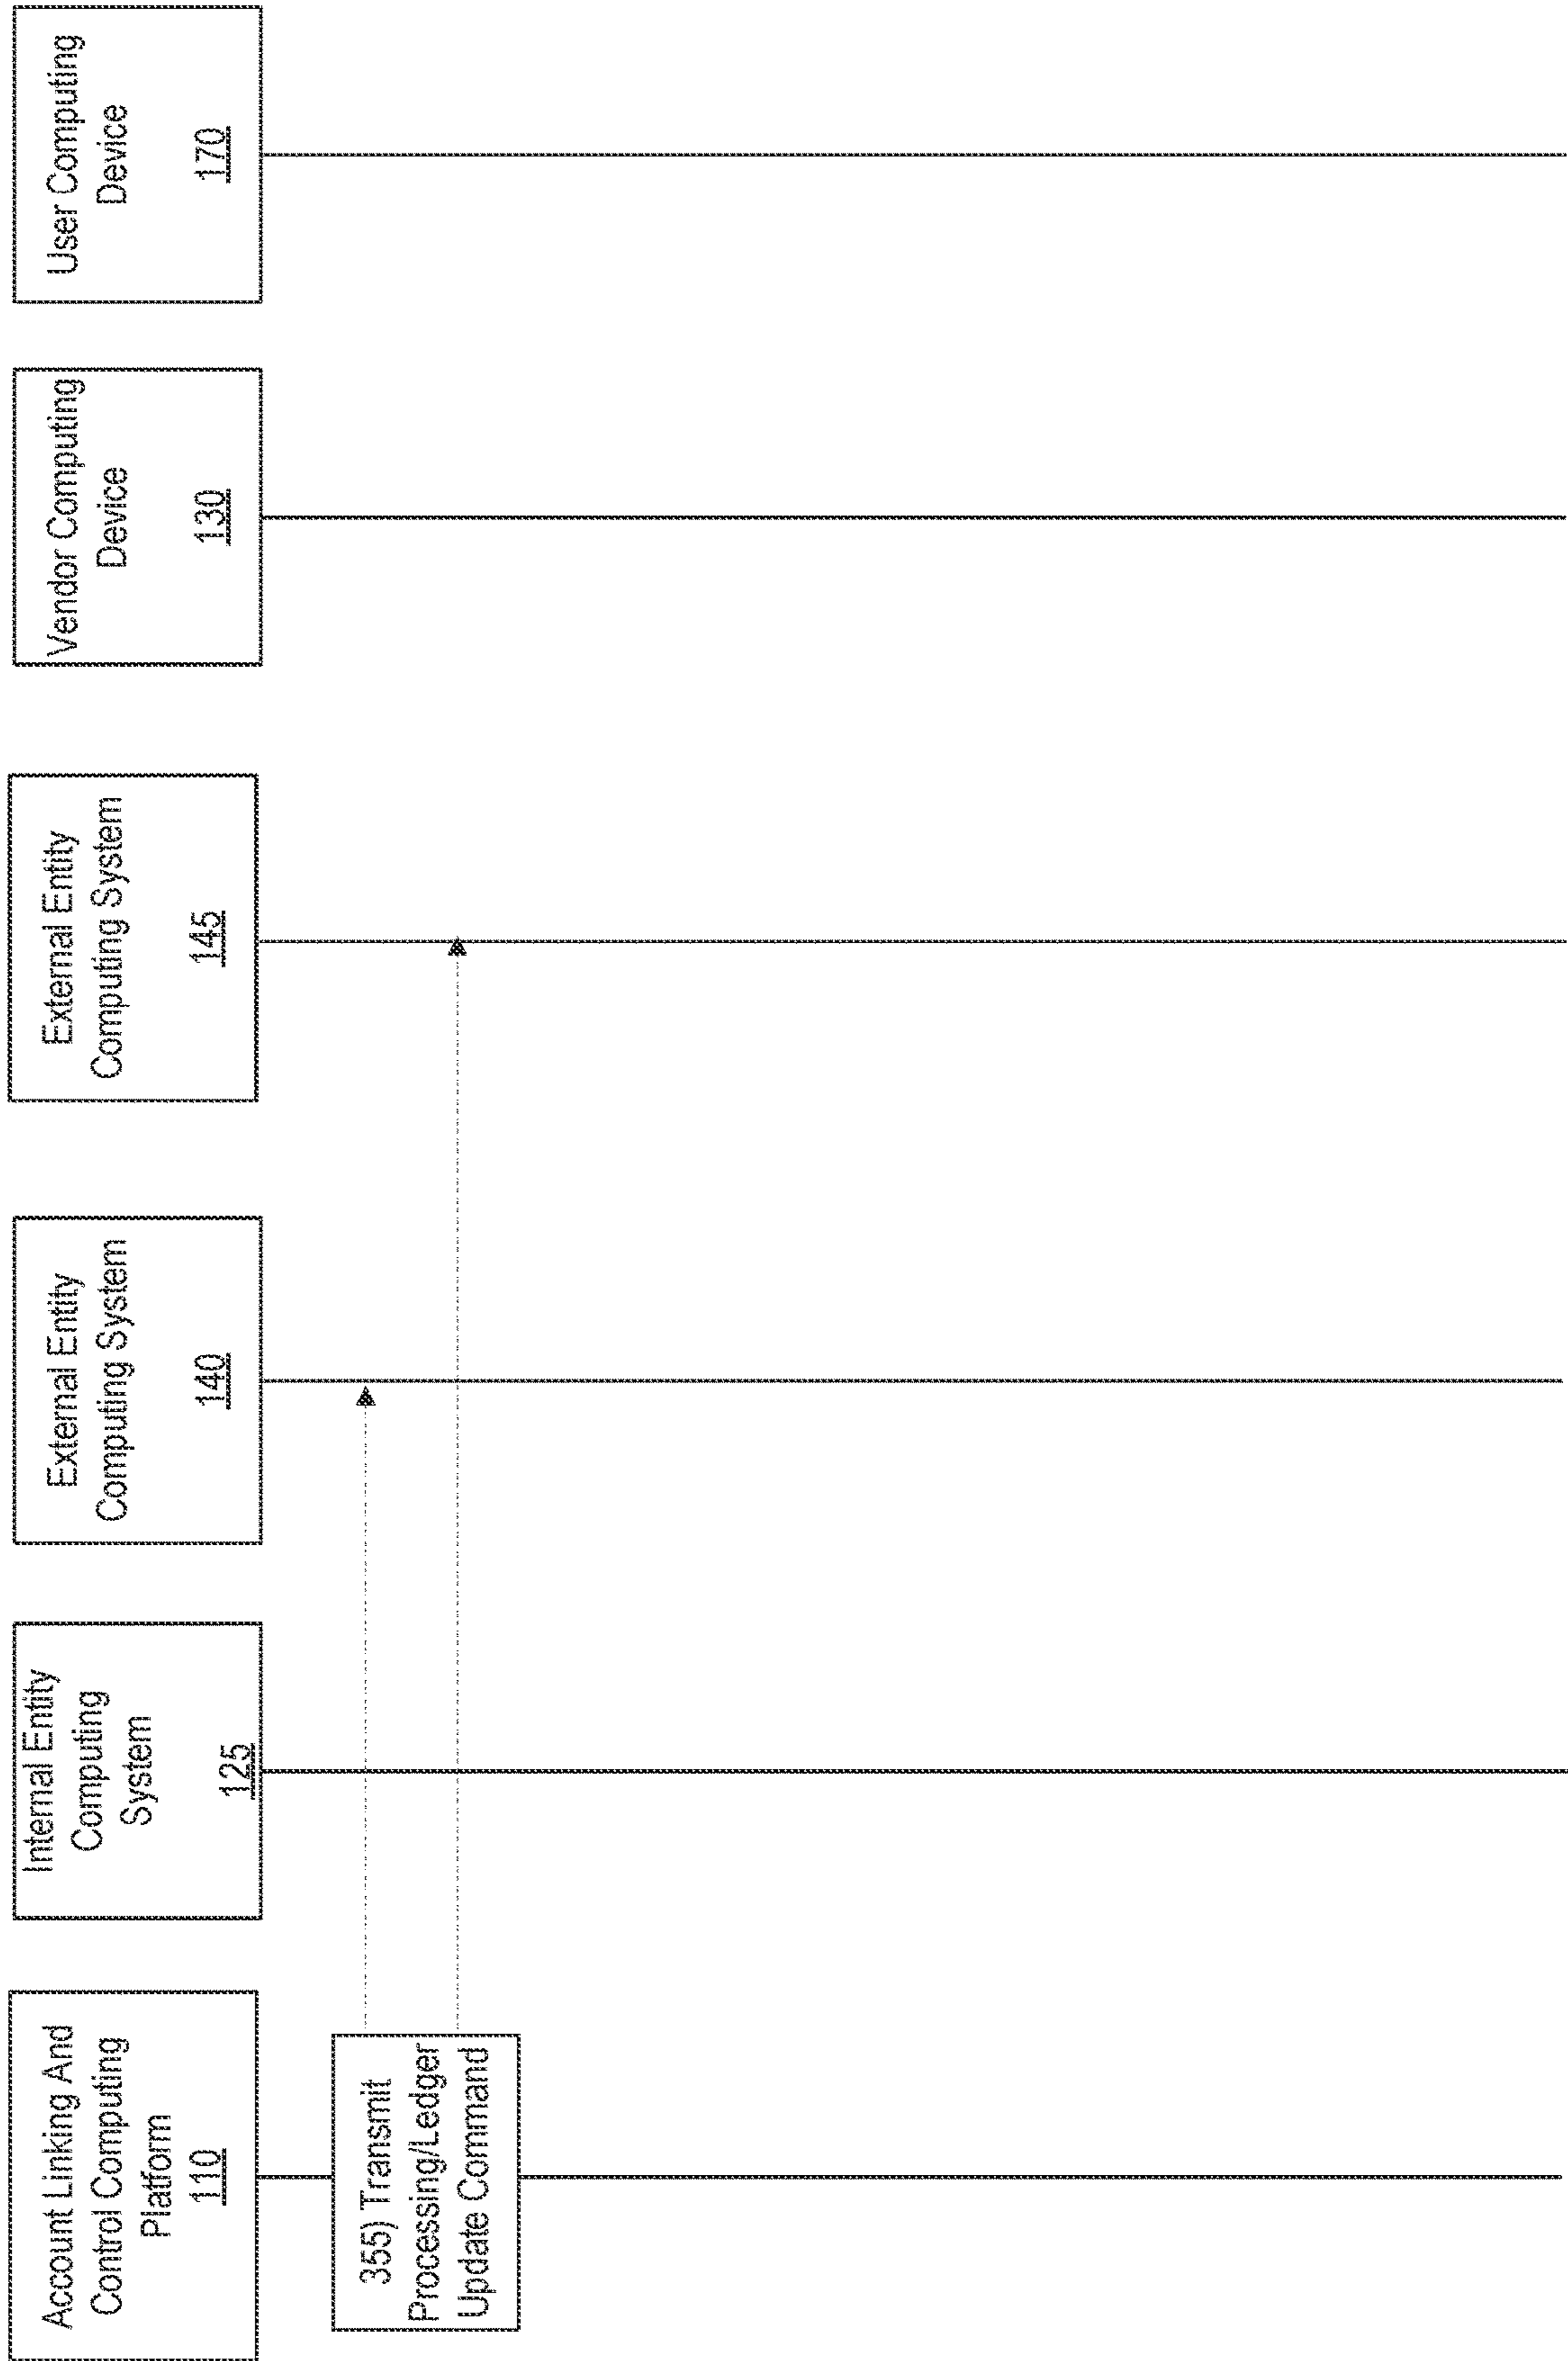 Account Linking And
Control Computing
Platform
110
Internal Entity
Computing
System
125
External Entity
Computing System
140
External Entity
Computing System
145
Vendor Computing
Device
130
User Computing
Device
170
355) Transmit
Processing/Ledger
Update Command